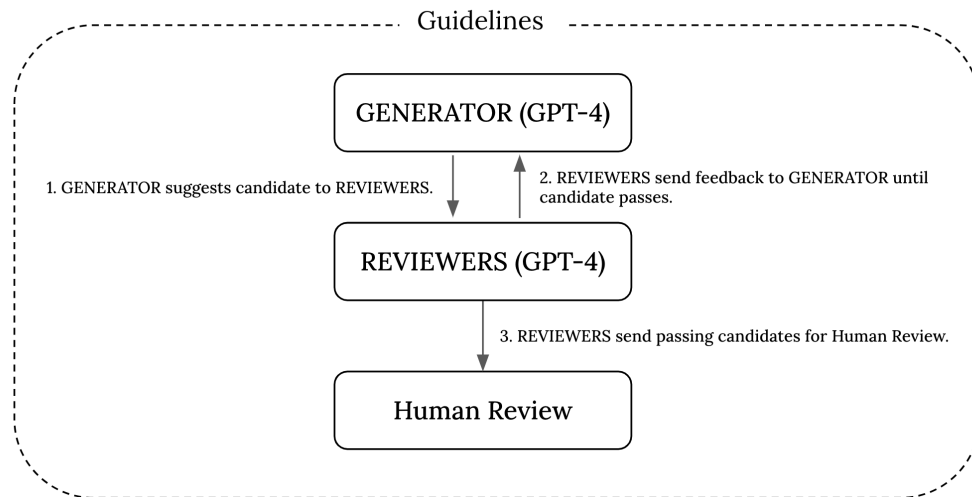 Guidelines
GENERATOR (GPT-4)
1. GENERATOR suggests candidate to REVIEWERS.
2. REVIEWERS send feedback to GENERATOR until
candidate passes.
REVIEWERS (GPT-4)
3. REVIEWERS send passing candidates for Human Review.
Human Review